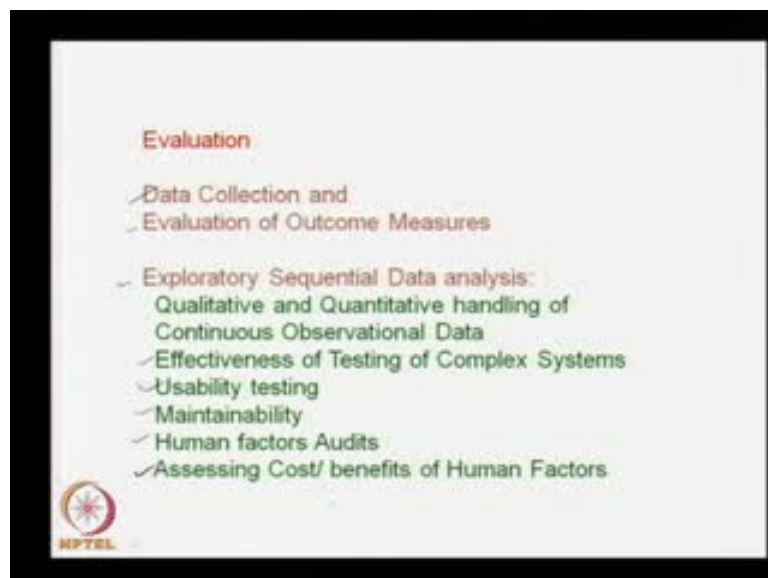 Evaluation
Data Collection and
Evaluation of Outcome Measures
Exploratory Sequential Data analysis:
Qualitative and Quantitative handling of
Continuous Observational Data
Effectiveness of Testing of Complex Systems
Usability testing
Maintainability
Human factors Audits
Assessing Cost/ benefits of Human Factors
NPTEL